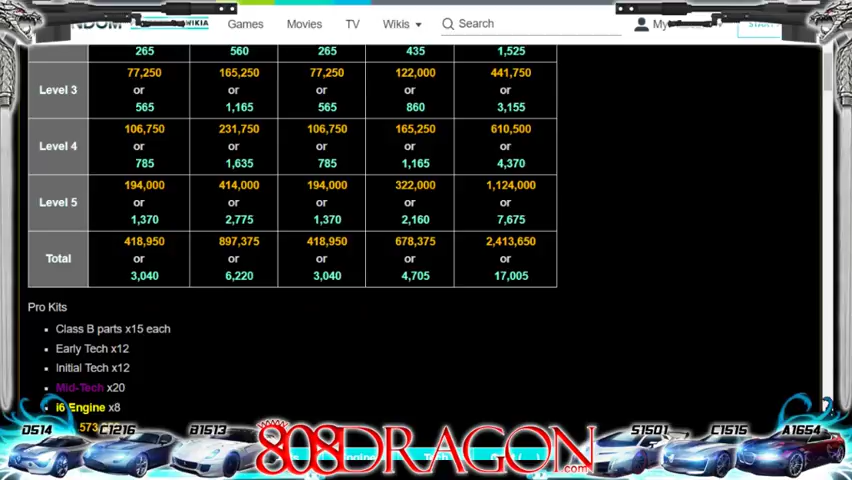 NDOM WIKIA Games Movies TV Wikis Search My START
265 560 265 435 1,525
77,250 165,250 77,250 122,000 441,750
Level 3 or or or or or
565 1,165 565 860 3,155
106,750 231,750 106,750 165,250 610,500
Level 4 or or or or or
785 1,635 785 1,165 4,370
194,000 414,000 194,000 322,000 1,124,000
Level 5 or or or or or
1,370 2,775 1,370 2,160 7,675
418,950 897,375 418,950 678,375 2,413,650
Total or or or or or
3,040 6,220 3,040 4,705 17,005
Pro Kits
Class B parts x15 each
Early Tech x12
Initial Tech x12
Mid-Tech x20
i6 Engine x8
573
D514 C1216 B1513 S1501 C1515 A1654
www.
808DRAGON
.com